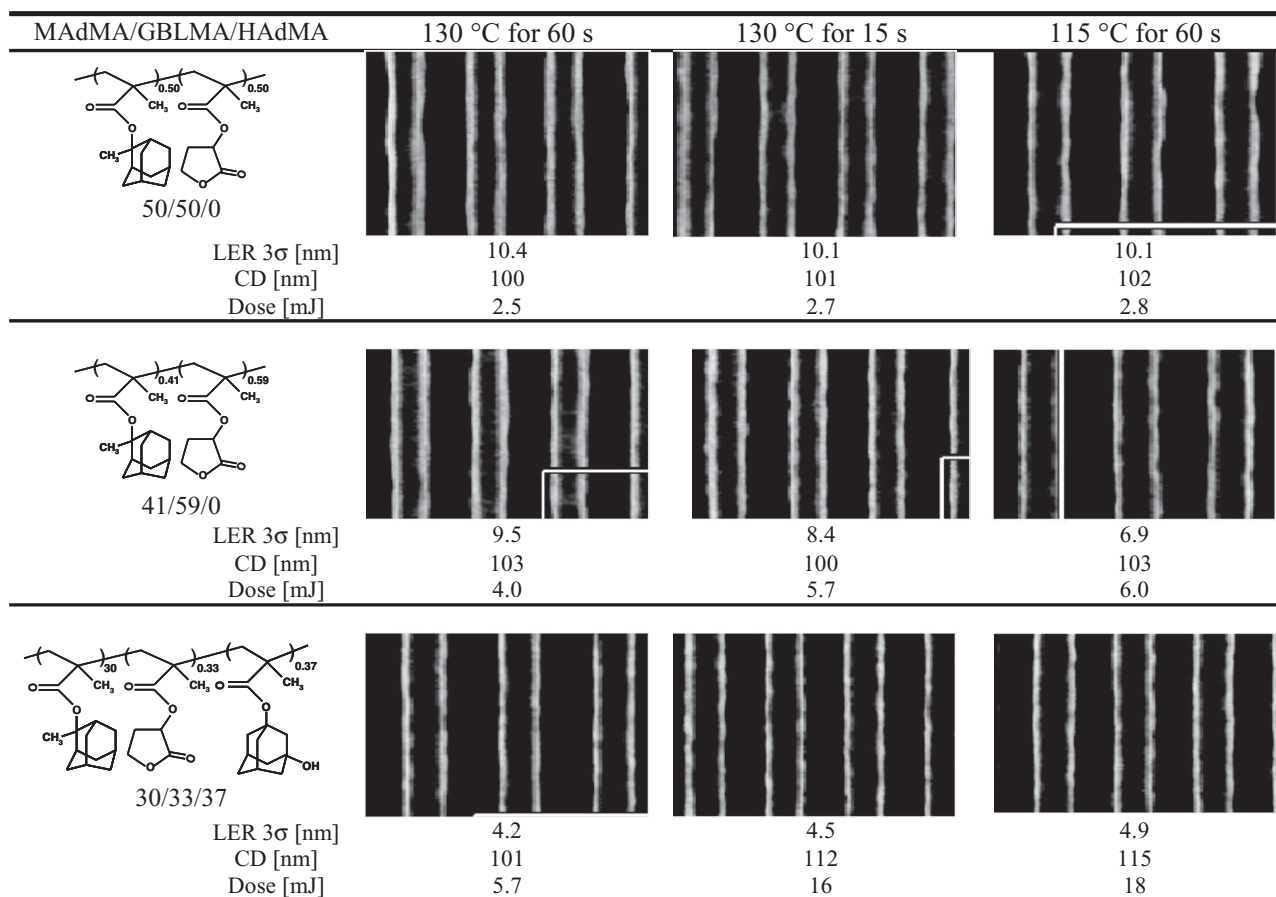 MAdMA/GBLMA/HAdMA 130 °C for 60 s 130 °C for 15 s 115 °C for 60 s
0.50 0.50
O CH₃ O
O O
CH₃
O O
50/50/0
LER 3σ [nm] 10.4 10.1 10.1
CD [nm] 100 101 102
Dose [mJ] 2.5 2.7 2.8
0.41 0.59
O CH₃ O CH₃
O O
CH₃
O O
41/59/0
LER 3σ [nm] 9.5 8.4 6.9
CD [nm] 103 100 103
Dose [mJ] 4.0 5.7 6.0
30 0.33 0.37
O CH₃ O CH₃ O CH₃
O O O
CH₃
O O OH
30/33/37
LER 3σ [nm] 4.2 4.5 4.9
CD [nm] 101 112 115
Dose [mJ] 5.7 16 18